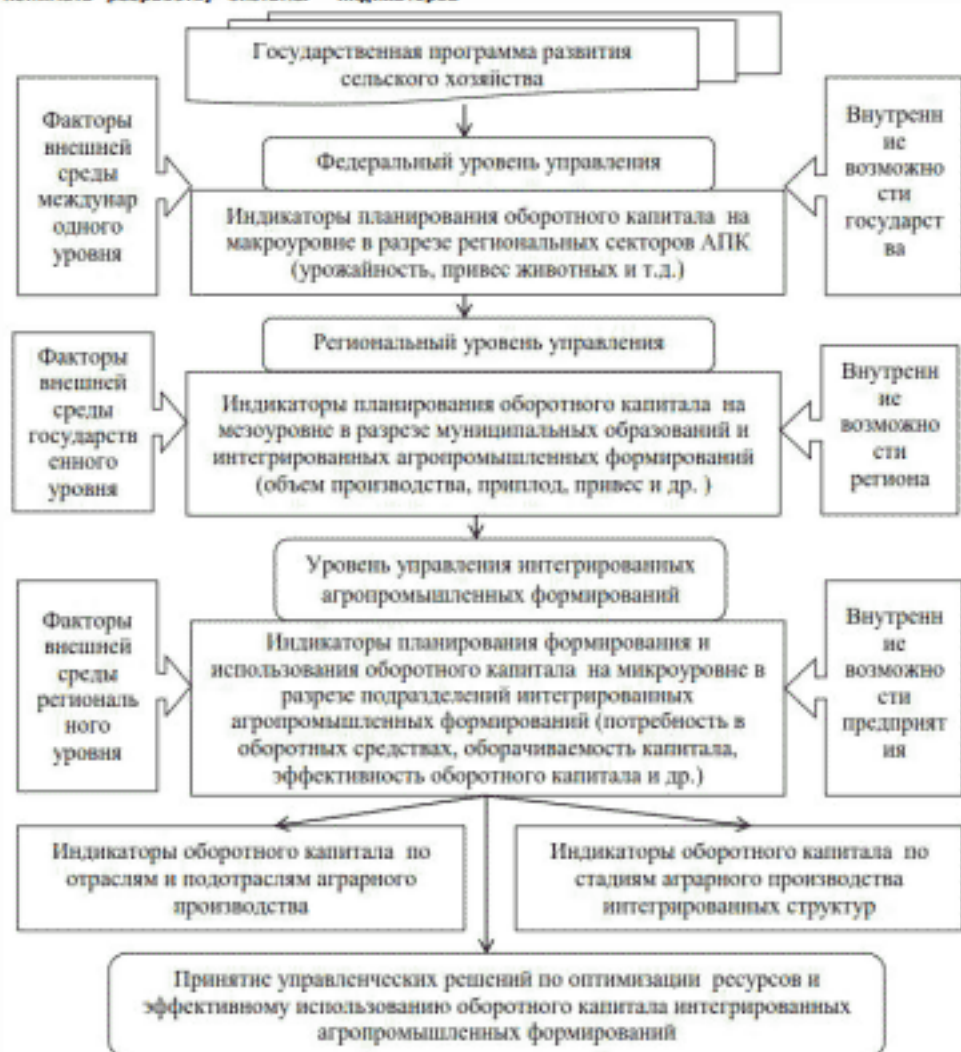 Государственная программа развития
сельского хозяйства
Факторы
внешней
среды
междунар
одного
уровня
Федеральный уровень управления
Индикаторы планирования оборотного капитала на
макроуровне в разрезе региональных секторов АПК
(урожайность, привес животных и т.д.)
Внутренн
ие
возможно
сти
государст
ва
Факторы
внешней
среды
государств
енного
уровня
Региональный уровень управления
Индикаторы планирования оборотного капитала на
мезоуровне в разрезе муниципальных образований и
интегрированных агропромышленных формирований
(объем производства, приплод, привес и др. )
Внутренн
ие
возможно
сти
региона
Факторы
внешней
среды
региональ
ного
уровня
Уровень управления интегрированных
агропромышленных формирований
Индикаторы планирования формирования и
использования оборотного капитала на микроуровне в
разрезе подразделений интегрированных
агропромышленных формирований (потребность в
оборотных средствах, оборачиваемость капитала,
эффективность оборотного капитала и др.)
Внутренн
ие
возможно
сти
предприят
ия
Индикаторы оборотного капитала по
отраслям и подотраслям аграрного
производства
Индикаторы оборотного капитала по
стадиям аграрного производства
интегрированных структур
Принятие управленческих решений по оптимизации ресурсов и
эффективному использованию оборотного капитала интегрированных
агропромышленных формирований